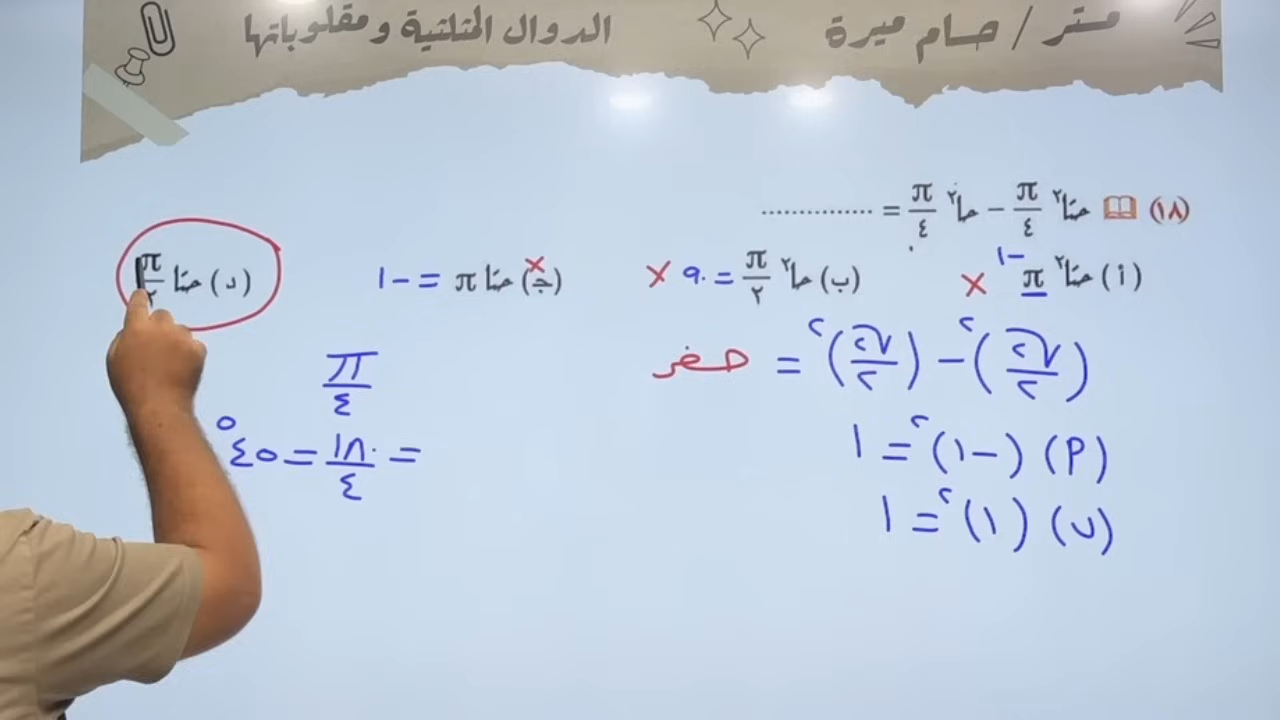 مستر / حسام ميرة الدوال المثلثية ومقلوباتها
(١٨) حتا٢ π/٤ − حا٢ π/٤ = ...............
(أ) حتا٢ π ١- × (ب) حا٢ π/٢ = ٩٠ × (جـ) حتا π = ١- × (د) حتا π/٢
(√٢/٢)٢ − (√٢/٢)٢ = صفر
(P) (١-)٢ = ١
(ں) (١)٢ = ١
π/٤
= ١٨٠/٤ = ٤٥°